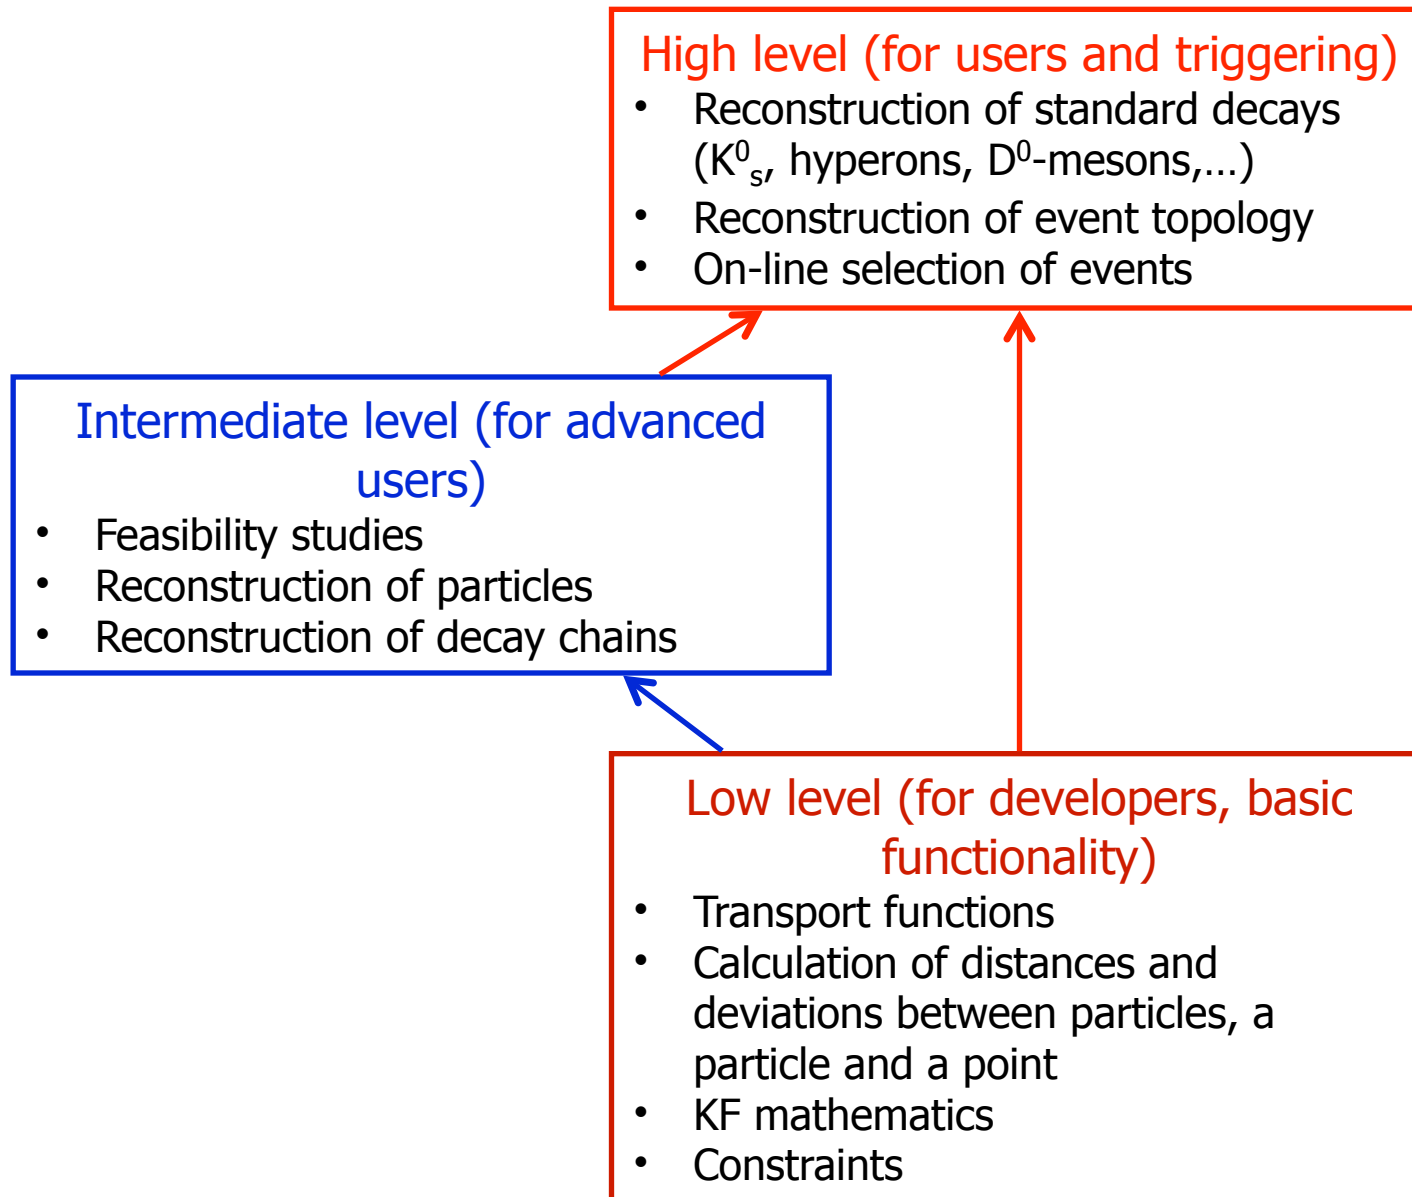 High level (for users and triggering)
• Reconstruction of standard decays
(K⁰ₛ, hyperons, D⁰-mesons,...)
• Reconstruction of event topology
• On-line selection of events
Intermediate level (for advanced
users)
• Feasibility studies
• Reconstruction of particles
• Reconstruction of decay chains
Low level (for developers, basic
functionality)
• Transport functions
• Calculation of distances and
deviations between particles, a
particle and a point
• KF mathematics
• Constraints